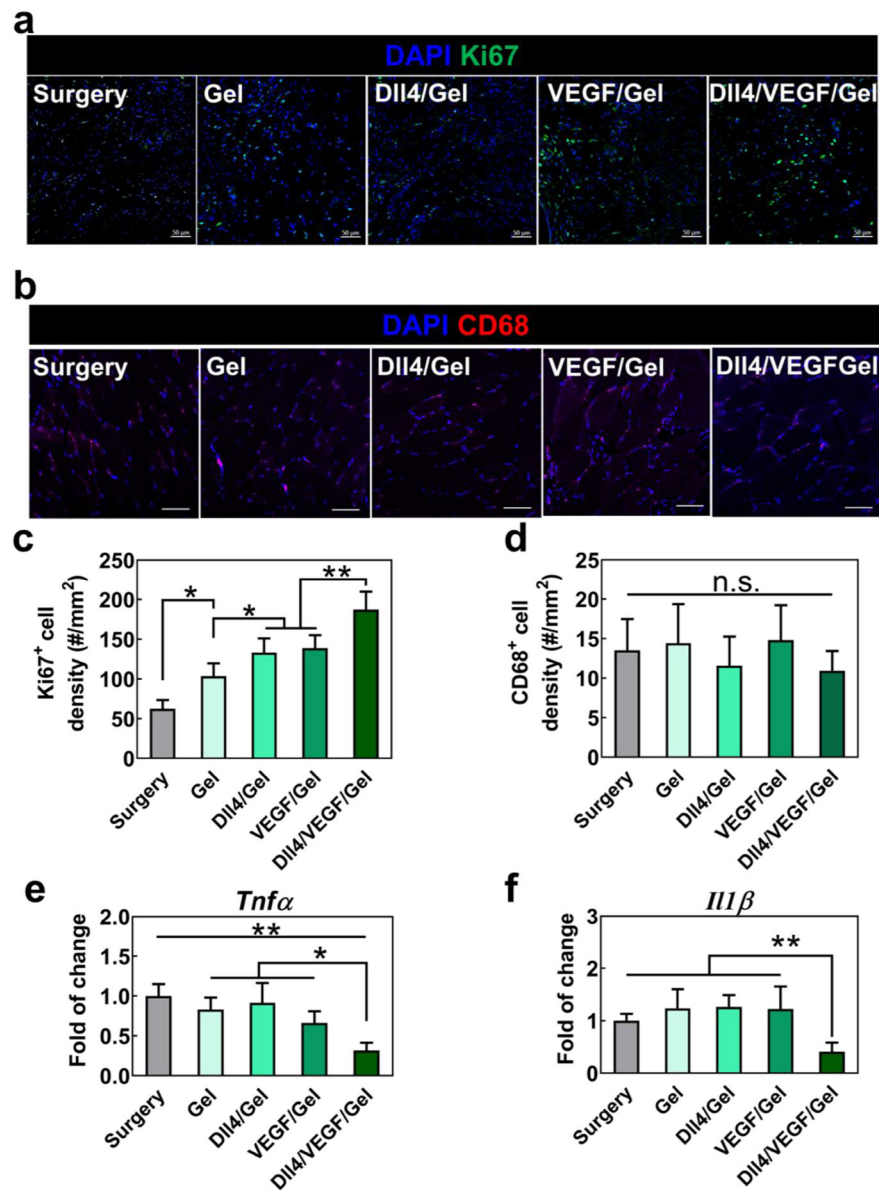 a
DAPI Ki67
Surgery Gel Dll4/Gel VEGF/Gel Dll4/VEGF/Gel
50 µm 50 µm 50 µm 50 µm 50 µm
b
DAPI CD68
Surgery Gel Dll4/Gel VEGF/Gel Dll4/VEGFGel
c
Ki67+ cell
density (#/mm²)
250
200
150
100
50
0
* * **
Surgery
Gel
Dll4/Gel
VEGF/Gel
Dll4/VEGF/Gel
d
CD68+ cell
density (#/mm²)
25
20
15
10
5
0
n.s.
Surgery
Gel
Dll4/Gel
VEGF/Gel
Dll4/VEGF/Gel
e
Tnfα
Fold of change
2.0
1.5
1.0
0.5
0.0
**
*
Surgery
Gel
Dll4/Gel
VEGF/Gel
Dll4/VEGF/Gel
f
Il1β
Fold of change
3
2
1
0
**
Surgery
Gel
Dll4/Gel
VEGF/Gel
Dll4/VEGF/Gel